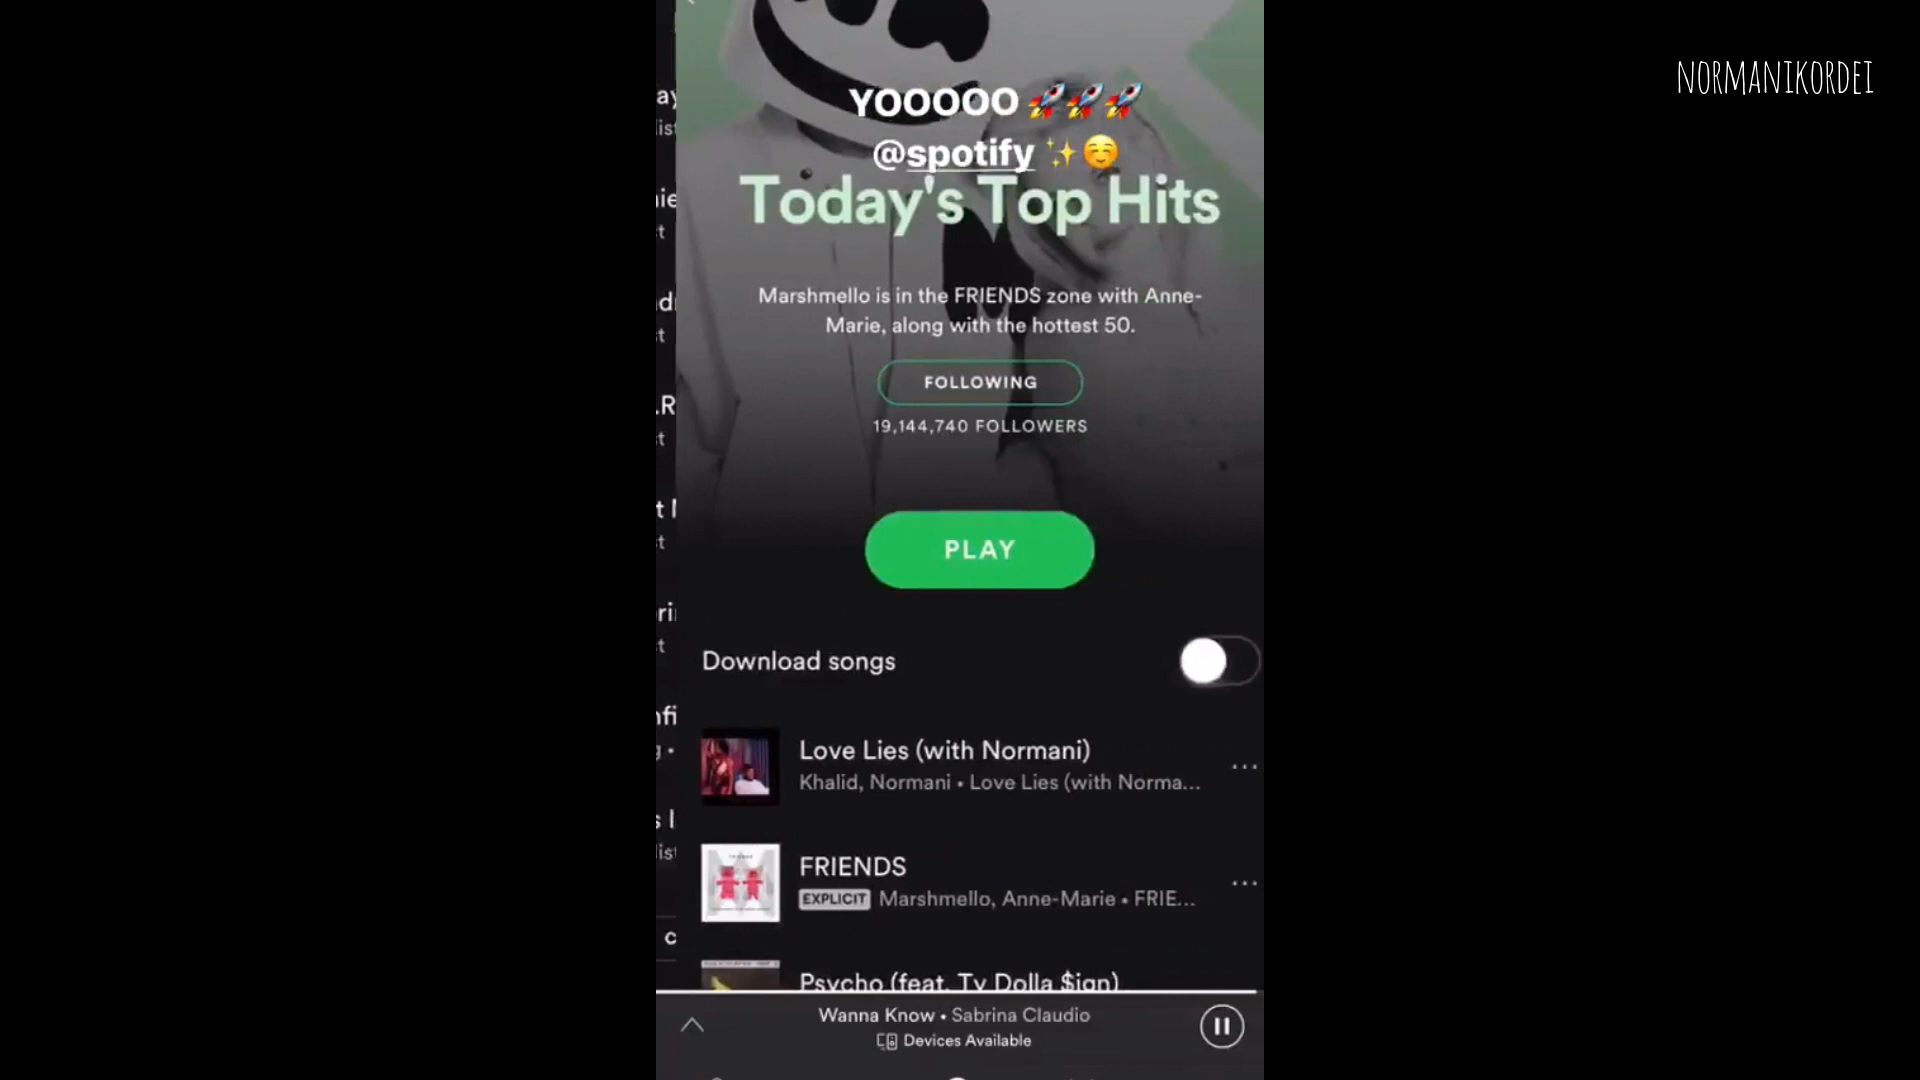 NORMANIKORDEI
YOOOOO 🚀🚀🚀
@spotify ✨☺️
Today's Top Hits
Marshmello is in the FRIENDS zone with Anne-
Marie, along with the hottest 50.
FOLLOWING
19,144,740 FOLLOWERS
PLAY
Download songs
Love Lies (with Normani)
Khalid, Normani • Love Lies (with Norma...
FRIENDS
EXPLICIT Marshmello, Anne-Marie • FRIE...
Psycho (feat. Ty Dolla $ign)
Wanna Know • Sabrina Claudio
Devices Available